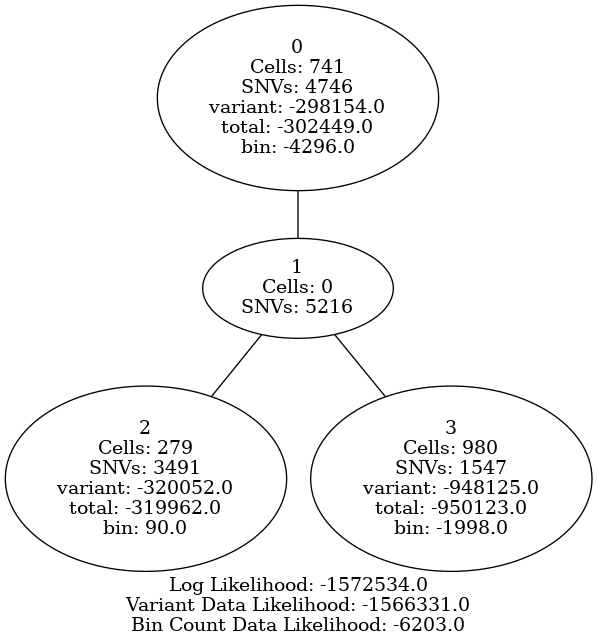 0
Cells: 741
SNVs: 4746
variant: -298154.0
total: -302449.0
bin: -4296.0
1
Cells: 0
SNVs: 5216
2
Cells: 279
SNVs: 3491
variant: -320052.0
total: -319962.0
bin: 90.0
3
Cells: 980
SNVs: 1547
variant: -948125.0
total: -950123.0
bin: -1998.0
Log Likelihood: -1572534.0
Variant Data Likelihood: -1566331.0
Bin Count Data Likelihood: -6203.0